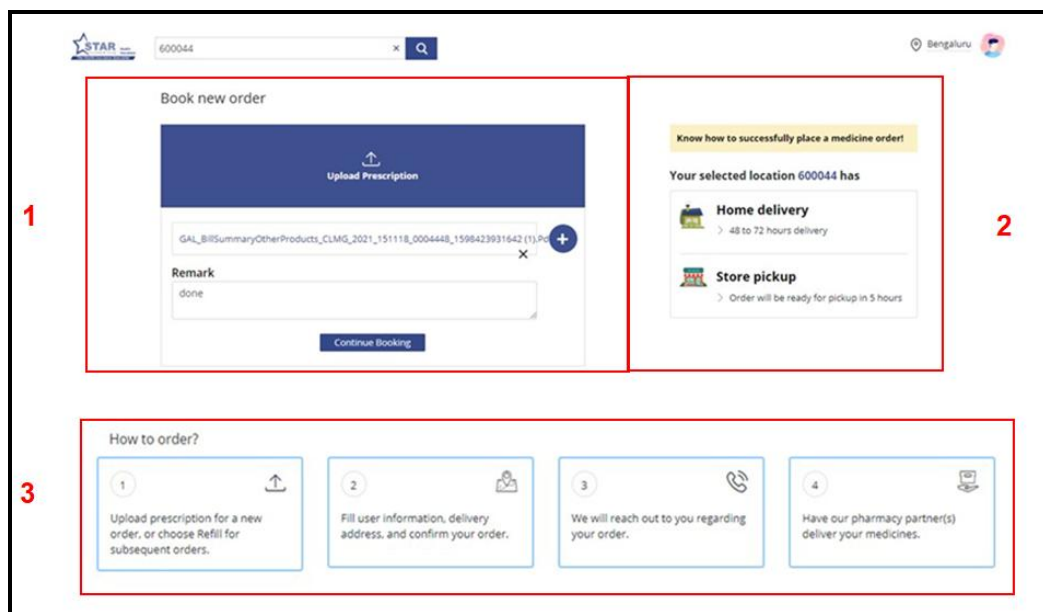 STAR
600044
×
Bengaluru
Book new order
Upload Prescription
GAL_BillSummaryOtherProducts_CLMG_2021_151118_0004448_1598423931642 (1).Pd
+
×
Remark
done
Continue Booking
1
Know how to successfully place a medicine order!
Your selected location 600044 has
Home delivery
> 48 to 72 hours delivery
Store pickup
> Order will be ready for pickup in 5 hours
2
3
How to order?
1
Upload prescription for a new
order, or choose Refill for
subsequent orders.
2
Fill user information, delivery
address, and confirm your order.
3
We will reach out to you regarding
your order.
4
Have our pharmacy partner(s)
deliver your medicines.